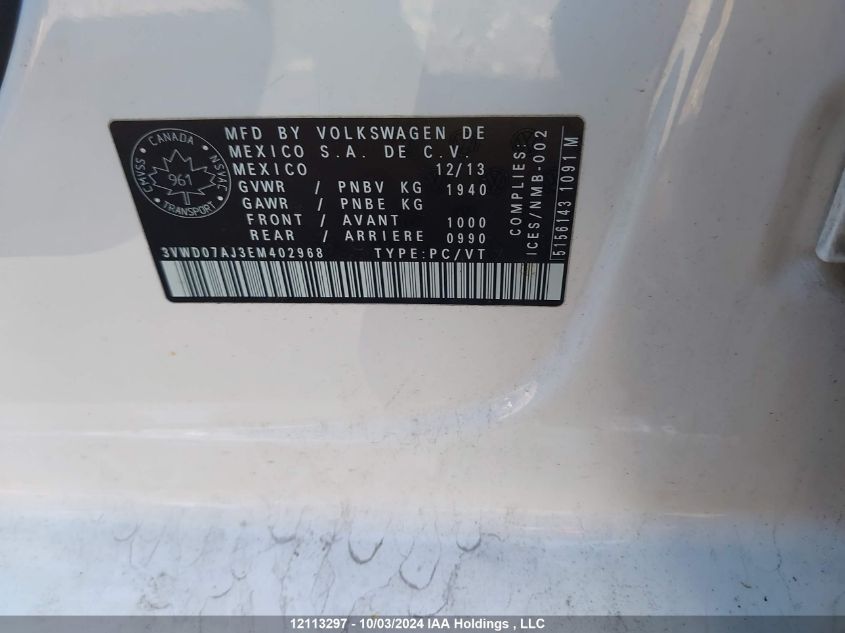 CANADA
CMVSS
NSVAC
961
TRANSPORT
MFD BY VOLKSWAGEN DE
MEXICO S.A. DE C.V.
MEXICO 12/13
GVWR / PNBV KG 1940
GAWR / PNBE KG
FRONT / AVANT 1000
REAR / ARRIERE 0990
3VWD07AJ3EM402968 TYPE:PC/VT
COMPLIES:
ICES/NMB-002
5156143 1091 M
12113297 - 10/03/2024 IAA Holdings , LLC